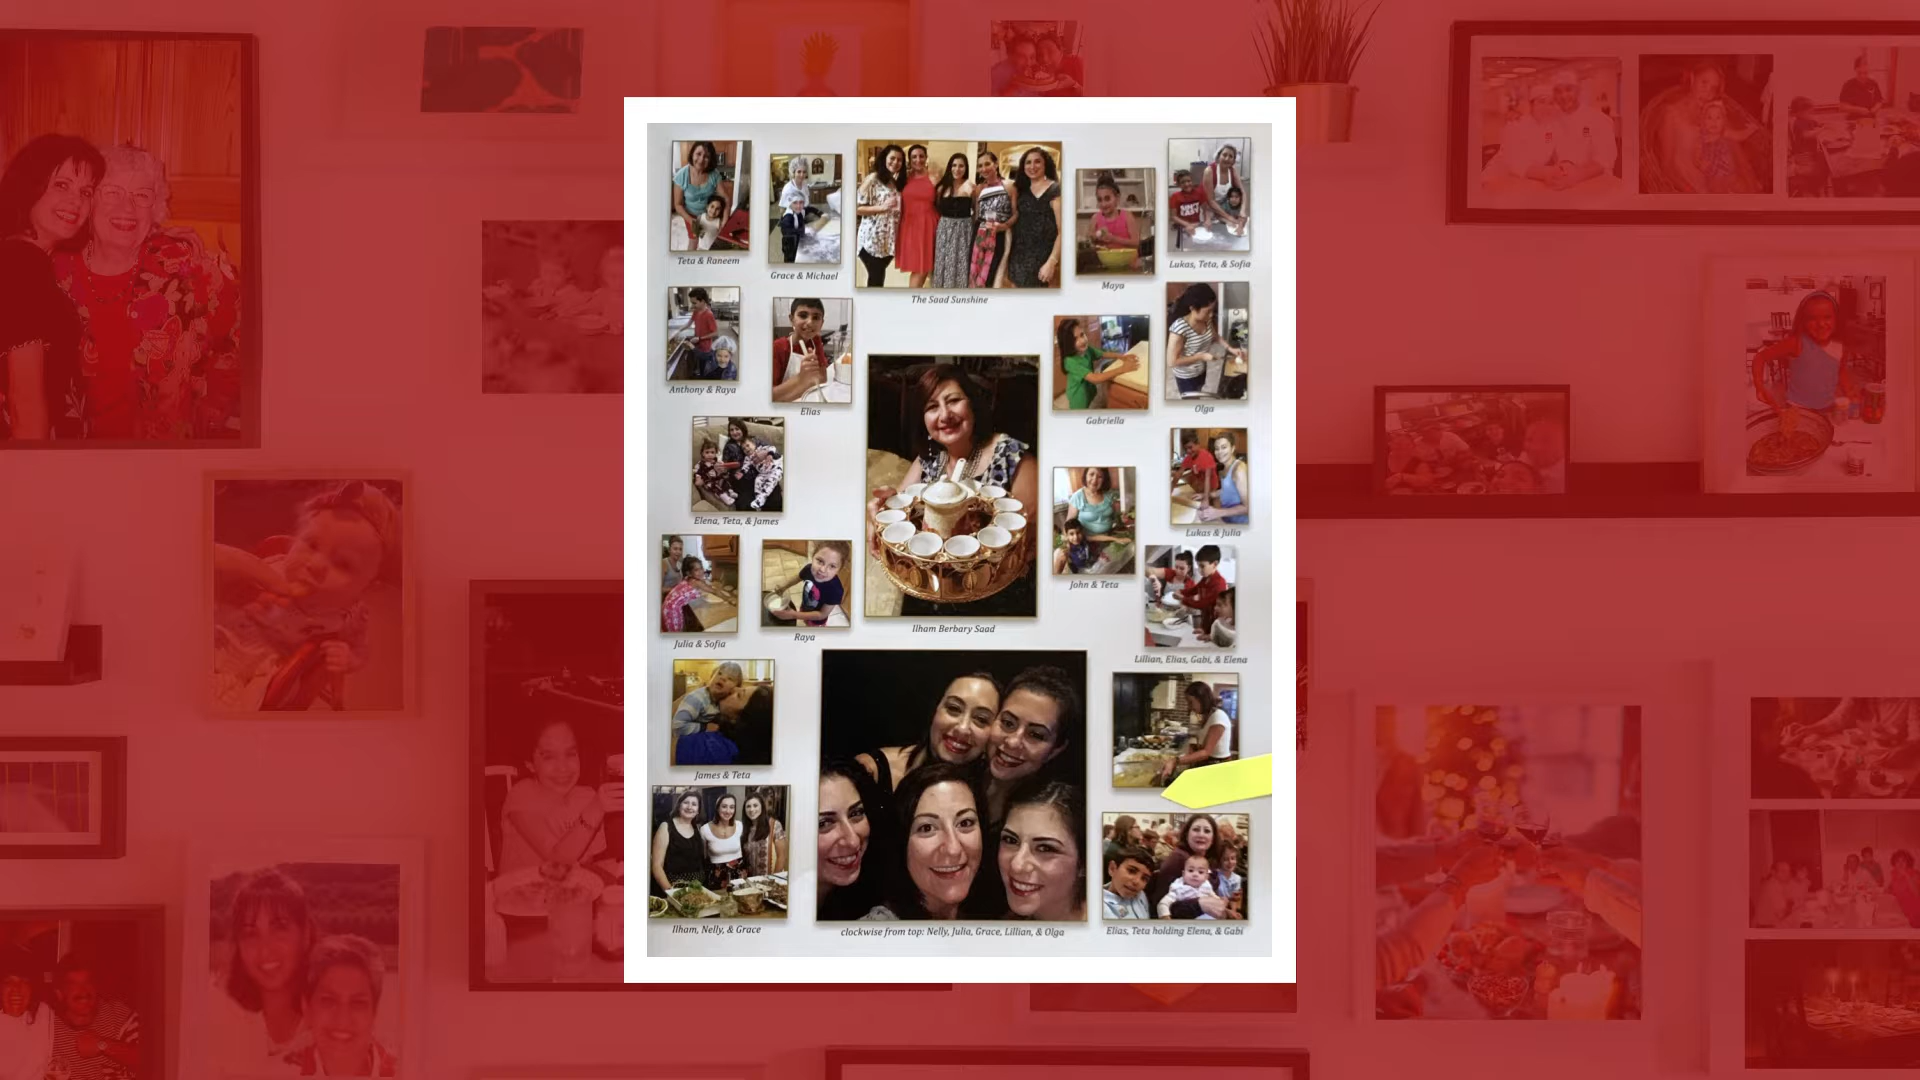 Teta & Raneem
Grace & Michael
The Saad Sunshine
Maya
Lukas, Teta, & Sofia
Anthony & Raya
Elias
Gabriella
Olga
Elena, Teta, & James
Lukas & Julia
John & Teta
Julia & Sofia
Raya
Ilham Berbary Saad
Lillian, Elias, Gabi, & Elena
James & Teta
Ilham, Nelly, & Grace
clockwise from top: Nelly, Julia, Grace, Lillian, & Olga
Elias, Teta holding Elena, & Gabi